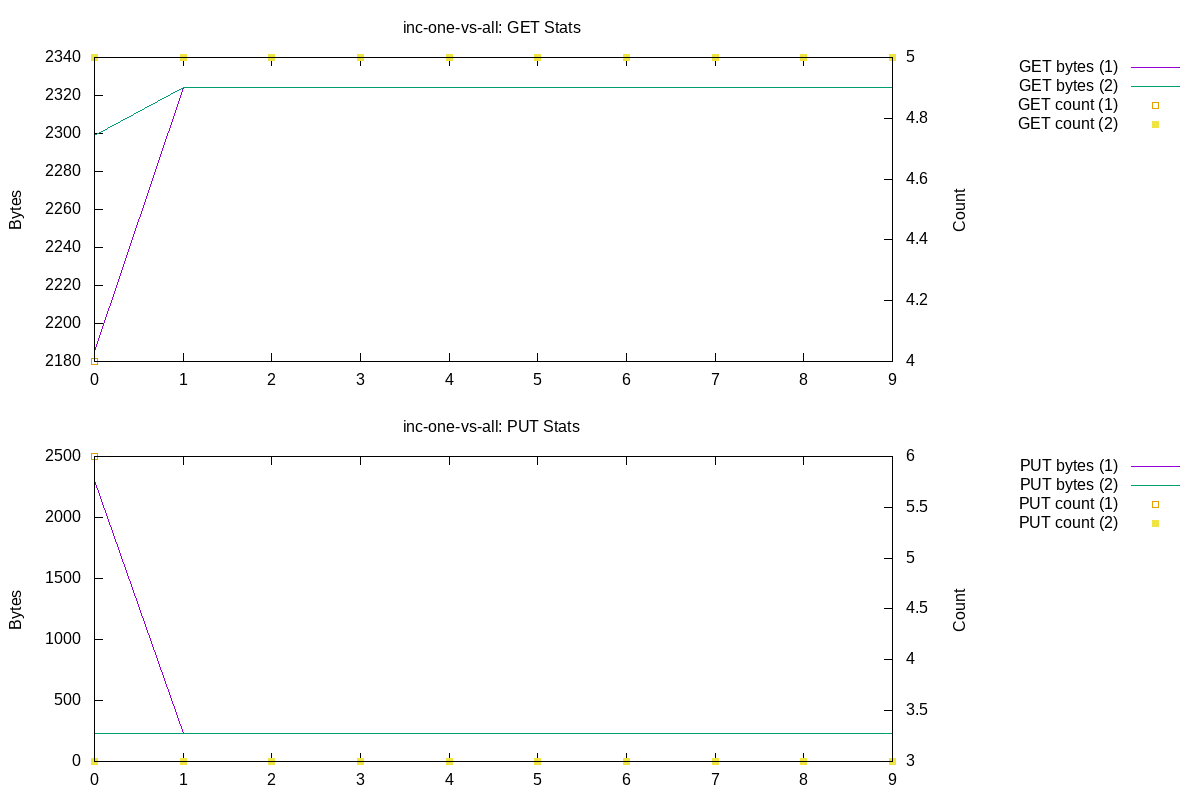 inc-one-vs-all: GET Stats
2340
2320
2300
2280
2260
2240
2220
2200
2180
Bytes
0 1 2 3 4 5 6 7 8 9
5
4.8
4.6
4.4
4.2
4
Count
GET bytes (1)
GET bytes (2)
GET count (1)
GET count (2)
inc-one-vs-all: PUT Stats
2500
2000
1500
1000
500
0
Bytes
0 1 2 3 4 5 6 7 8 9
6
5.5
5
4.5
4
3.5
3
Count
PUT bytes (1)
PUT bytes (2)
PUT count (1)
PUT count (2)